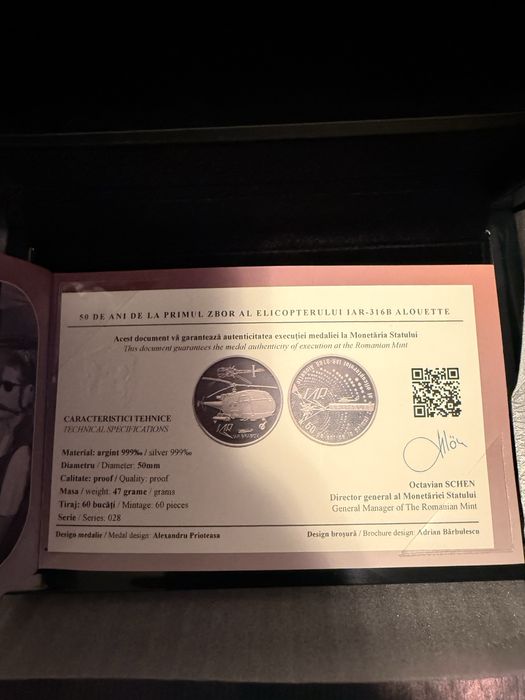 50 DE ANI DE LA PRIMUL ZBOR AL ELICOPTERULUI IAR-316B ALOUETTE
Acest document vă garantează autenticitatea execuției medaliei la Monetăria Statului
This document guarantees the medal authenticity of execution at the Romanian Mint
CARACTERISTICI TEHNICE
TECHNICAL SPECIFICATIONS
Material: argint 999‰ / silver 999‰
Diametru / Diameter: 50mm
Calitate: proof / Quality: proof
Masa / weight: 47 grame / grams
Tiraj: 60 bucăți / Mintage: 60 pieces
Serie / Series: 028
IAR
Octavian SCHEN
Director general al Monetăriei Statului
General Manager of The Romanian Mint
Design medalie / Medal design: Alexandru Prioteasa
Design broșură / Brochure design: Adrian Bărbulescu